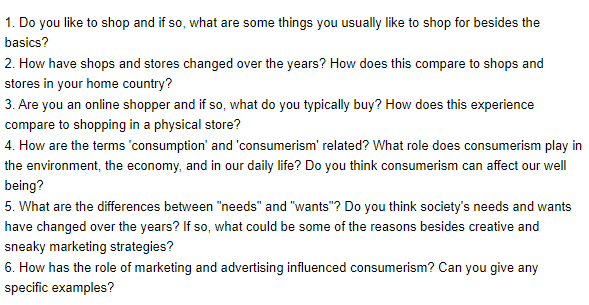 1. Do you like to shop and if so, what are some things you usually like to shop for besides the
basics?
2. How have shops and stores changed over the years? How does this compare to shops and
stores in your home country?
3. Are you an online shopper and if so, what do you typically buy? How does this experience
compare to shopping in a physical store?
4. How are the terms 'consumption' and 'consumerism' related? What role does consumerism play in
the environment, the economy, and in our daily life? Do you think consumerism can affect our well
being?
5. What are the differences between "needs" and "wants"? Do you think society's needs and wants
have changed over the years? If so, what could be some of the reasons besides creative and
sneaky marketing strategies?
6. How has the role of marketing and advertising influenced consumerism? Can you give any
specific examples?